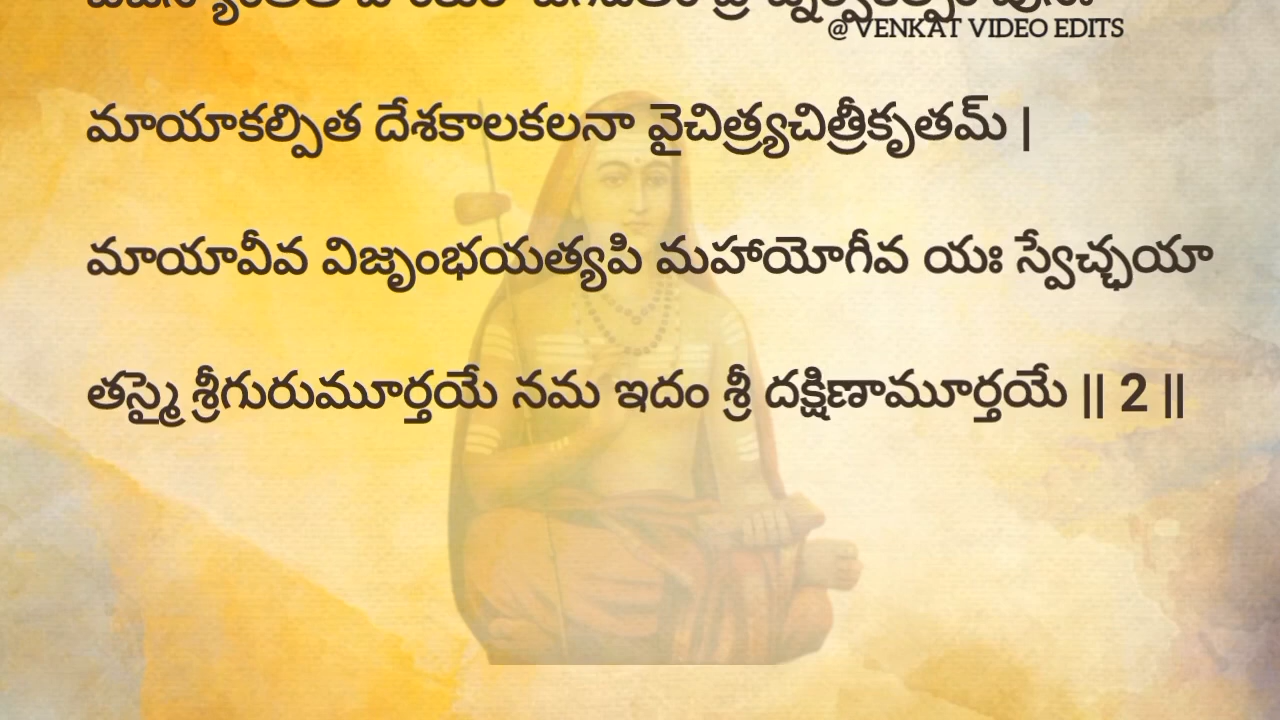 @VENKAT VIDEO EDITS
మాయాకల్పిత దేశకాలకలనా వైచిత్ర్యచిత్రీకృతమ్ |
మాయావీవ విజృంభయత్యపి మహాయోగీవ యః స్వేచ్ఛయా
తస్మై శ్రీగురుమూర్తయే నమ ఇదం శ్రీ దక్షిణామూర్తయే || 2 ||